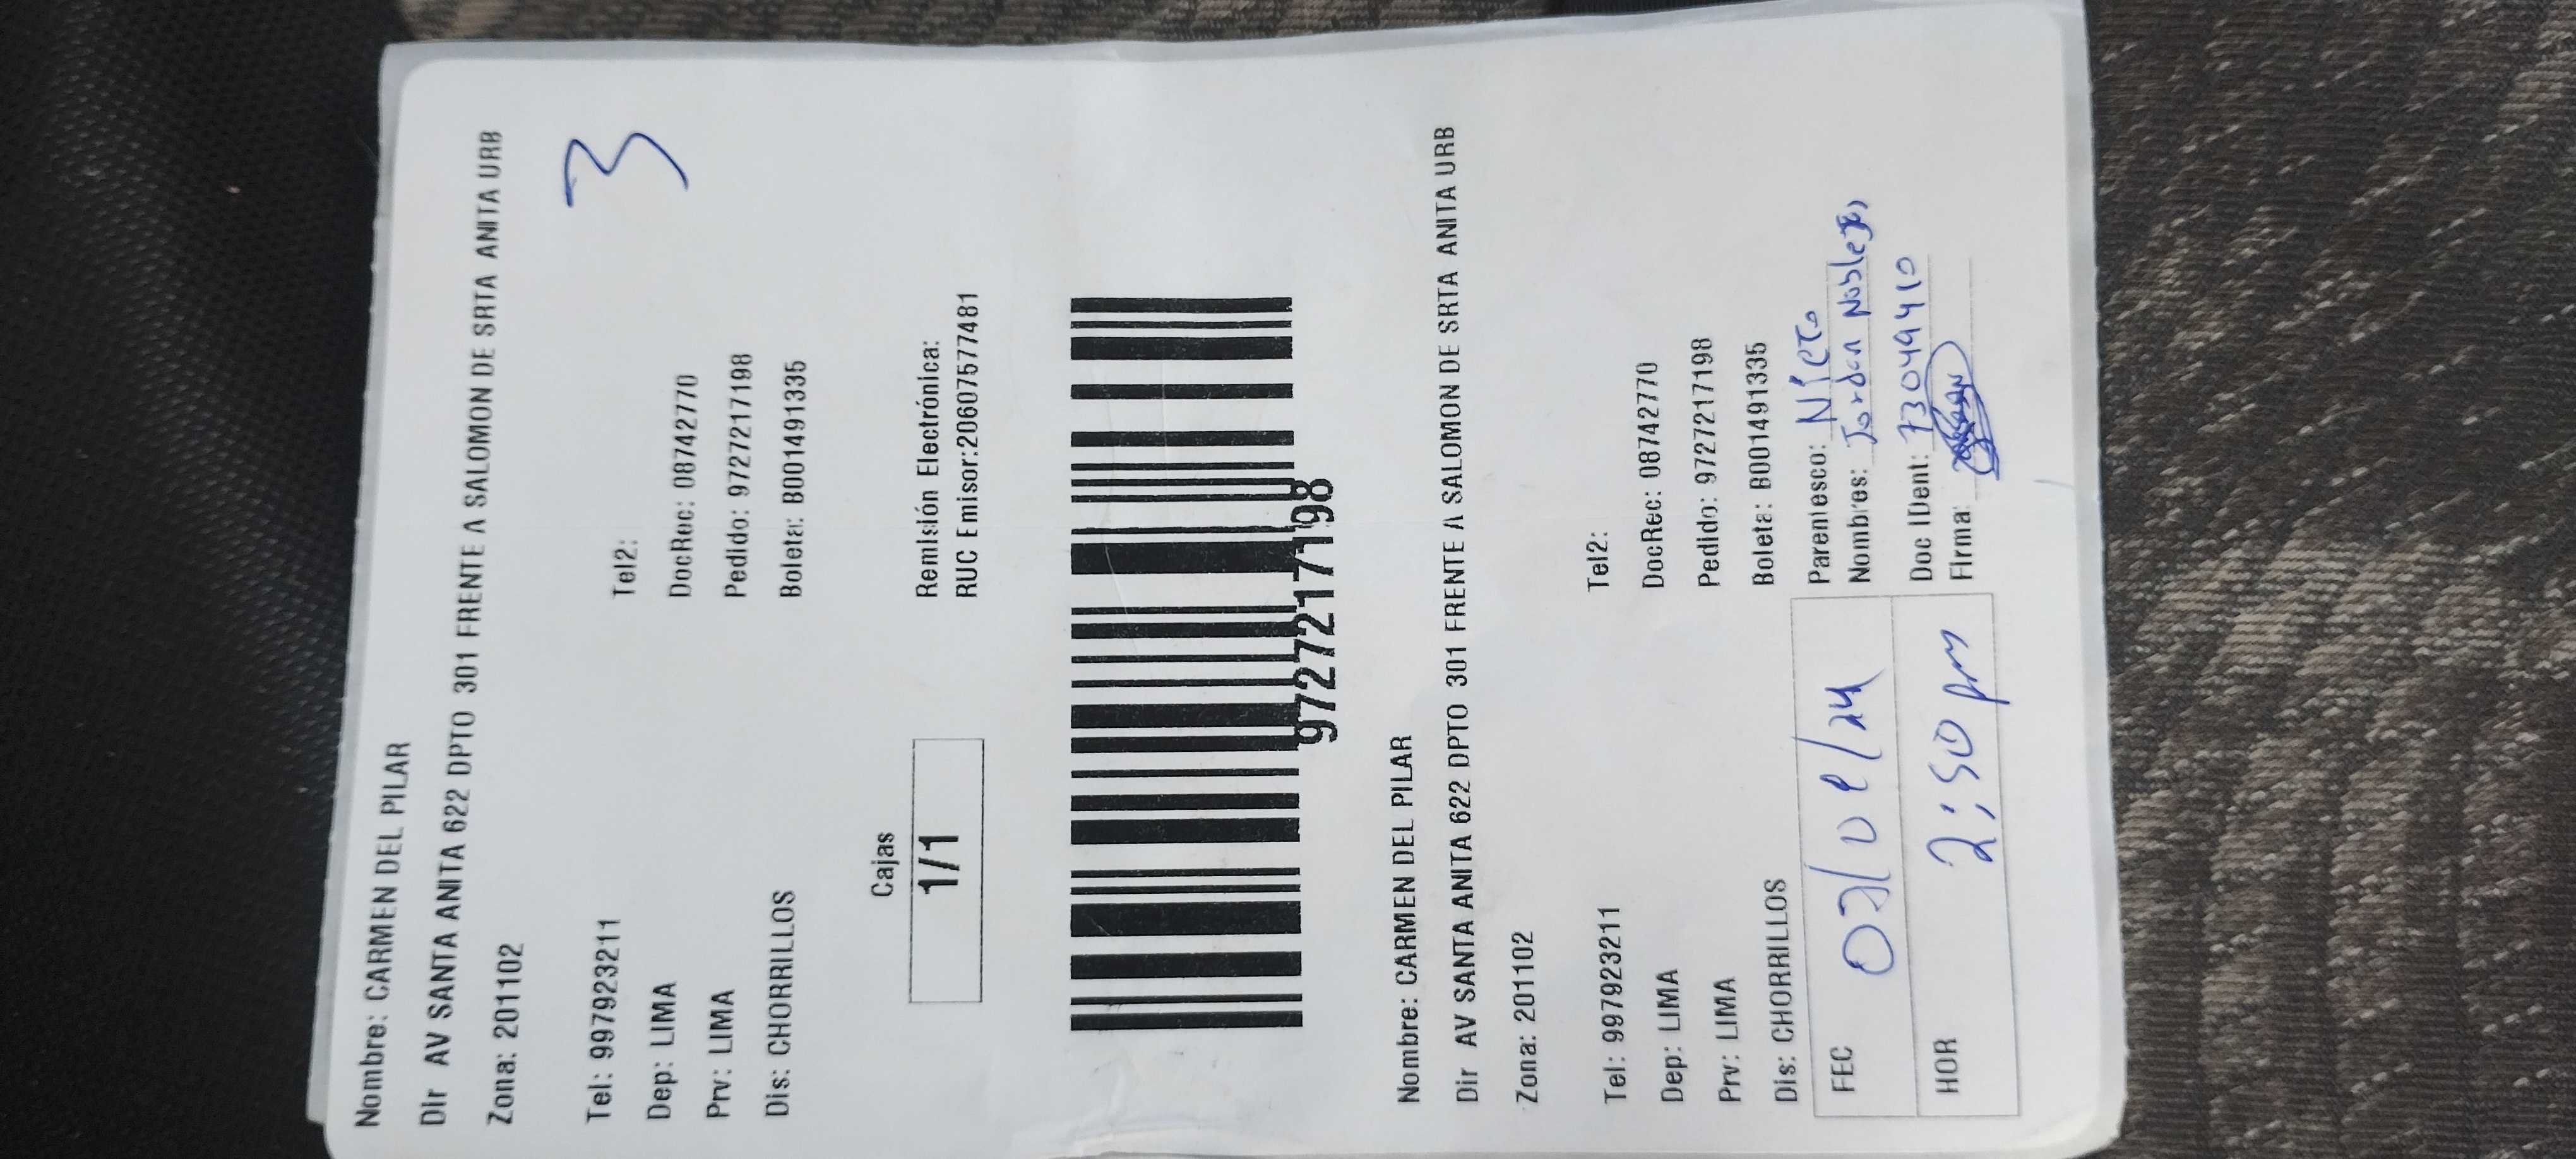 Nombre: CARMEN DEL PILAR
Dir AV SANTA ANITA 622 DPTO 301 FRENTE A SALOMON DE SRTA ANITA URB
Zona: 201102
3
Tel: 997923211 Tel2:
Dep: LIMA DocRec: 08742770
Prv: LIMA Pedido: 9727217198
Dis: CHORRILLOS Boleta: B001491335
Cajas
1/1
Remisión Electrónica:
RUC Emisor:20607577481
9727217198
Nombre: CARMEN DEL PILAR
Dir AV SANTA ANITA 622 DPTO 301 FRENTE A SALOMON DE SRTA ANITA URB
Zona: 201102
Tel: 997923211 Tel2:
Dep: LIMA DocRec: 08742770
Prv: LIMA Pedido: 9727217198
Dis: CHORRILLOS Boleta: B001491335
FEC Parentesco: Nieto
Nombres: Jordan
HOR 2:50 pm Doc IDent: 73049410
Firma: